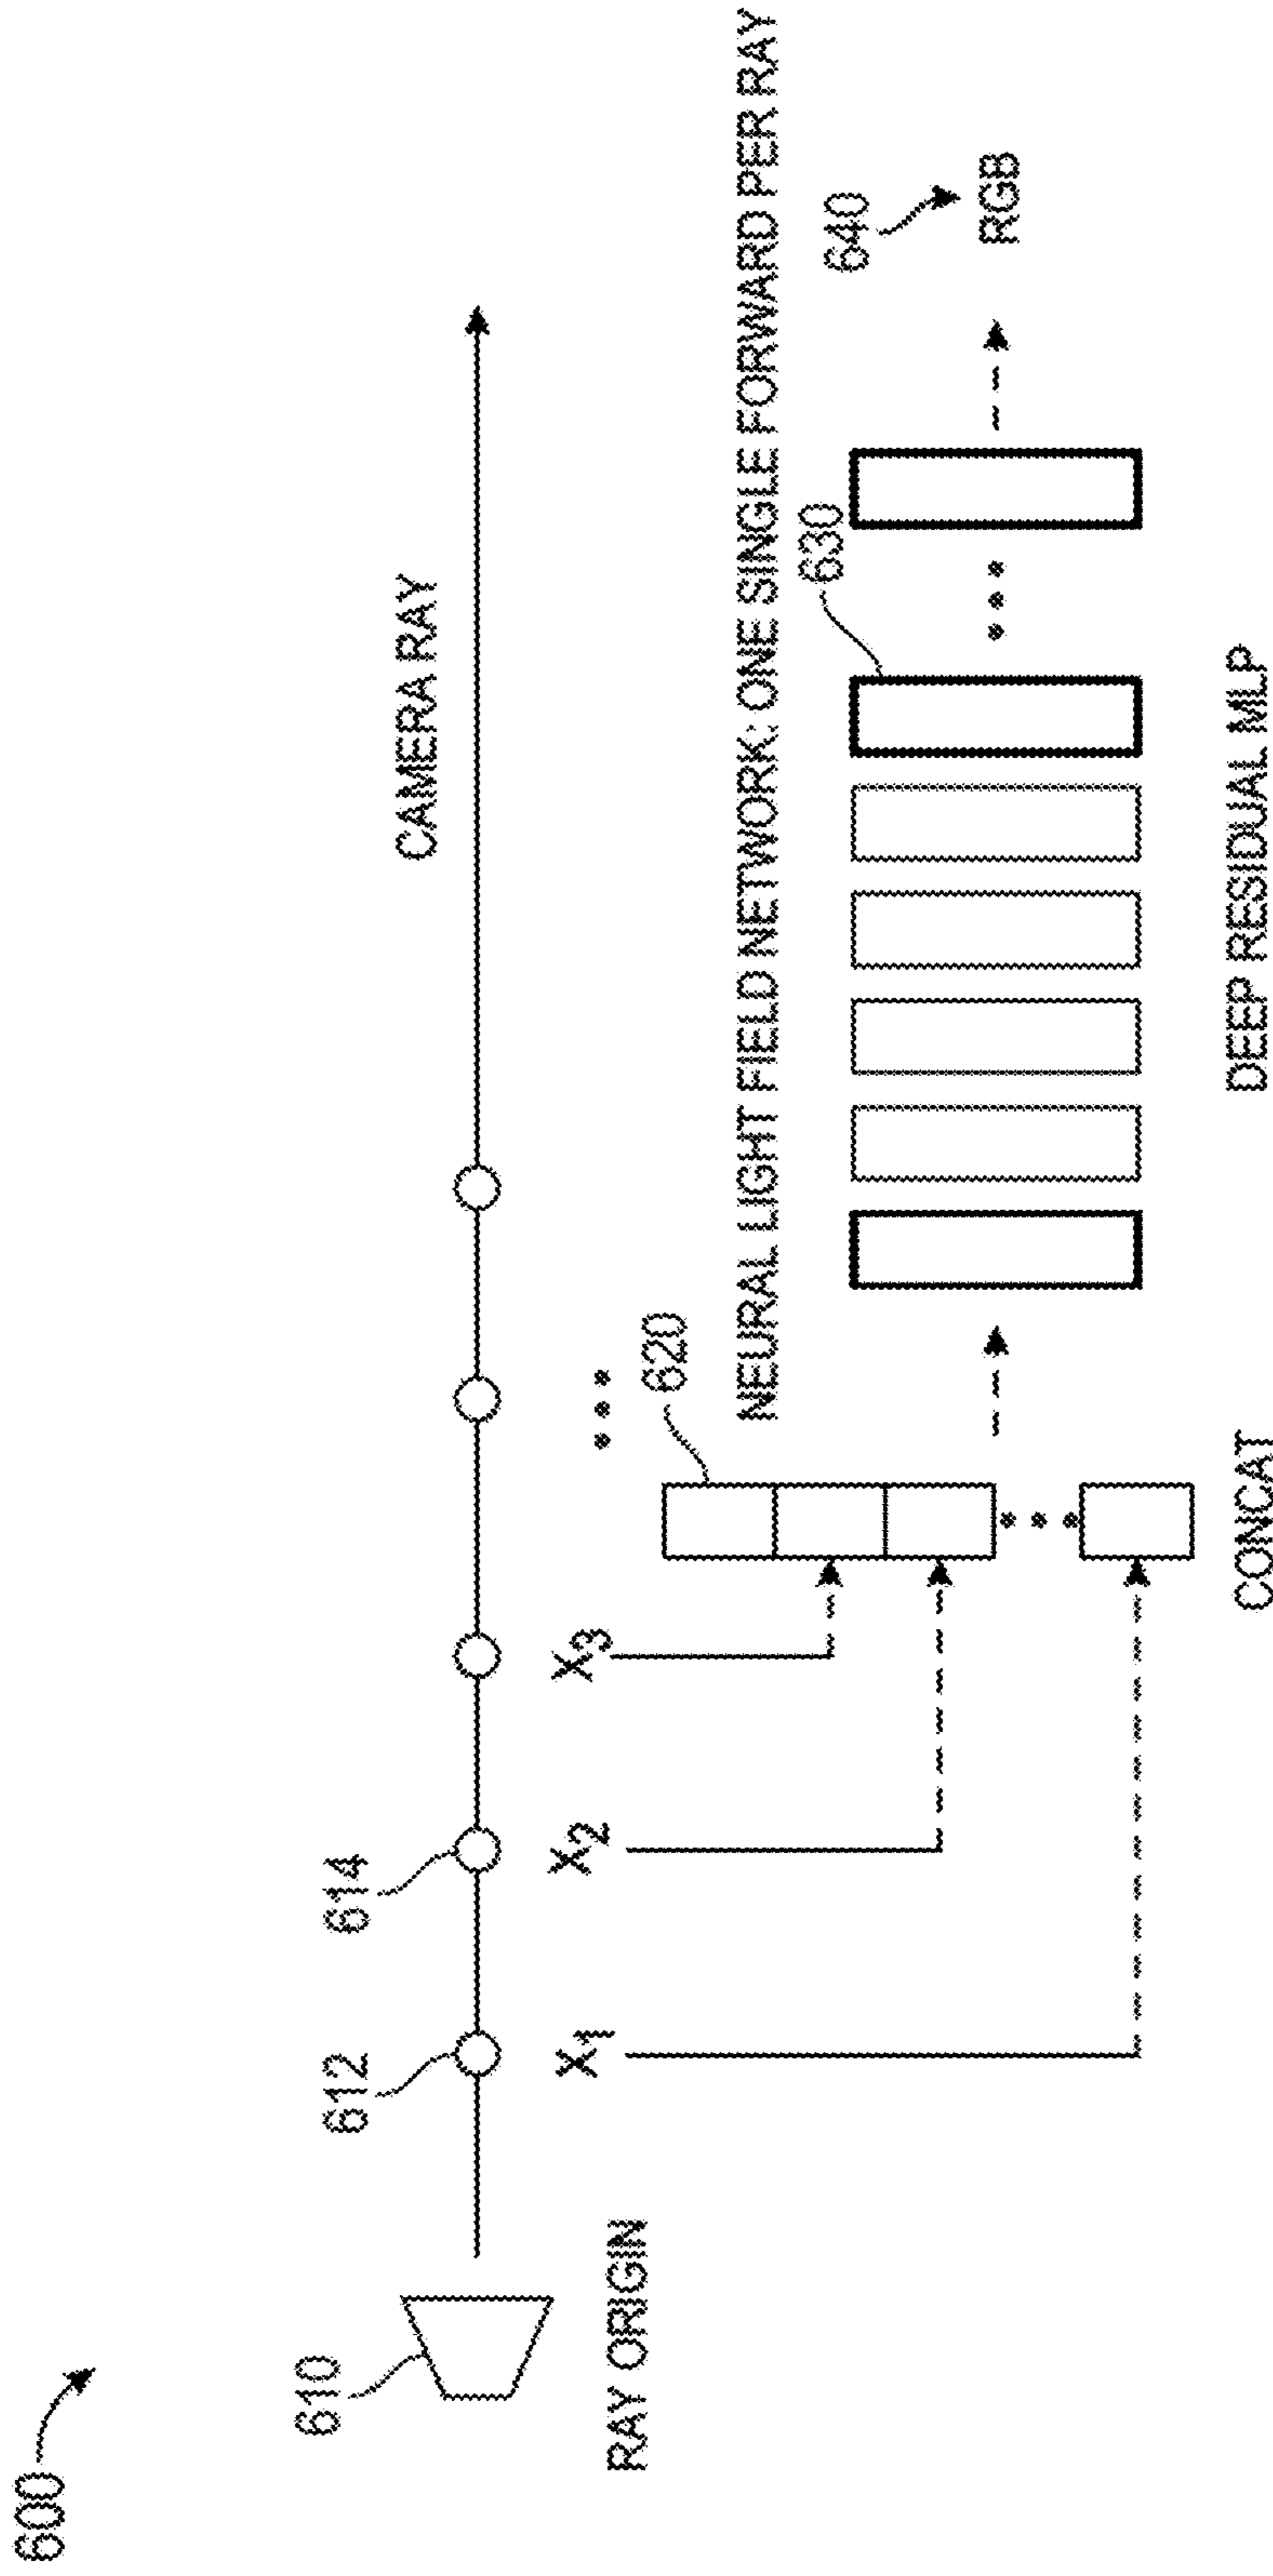 600
CAMERA RAY
610
612
614
RAY ORIGIN
X1
X2
X3
620
NEURAL LIGHT FIELD NETWORK: ONE SINGLE FORWARD PER RAY
630
640
RGB
CONCAT
DEEP RESIDUAL MLP